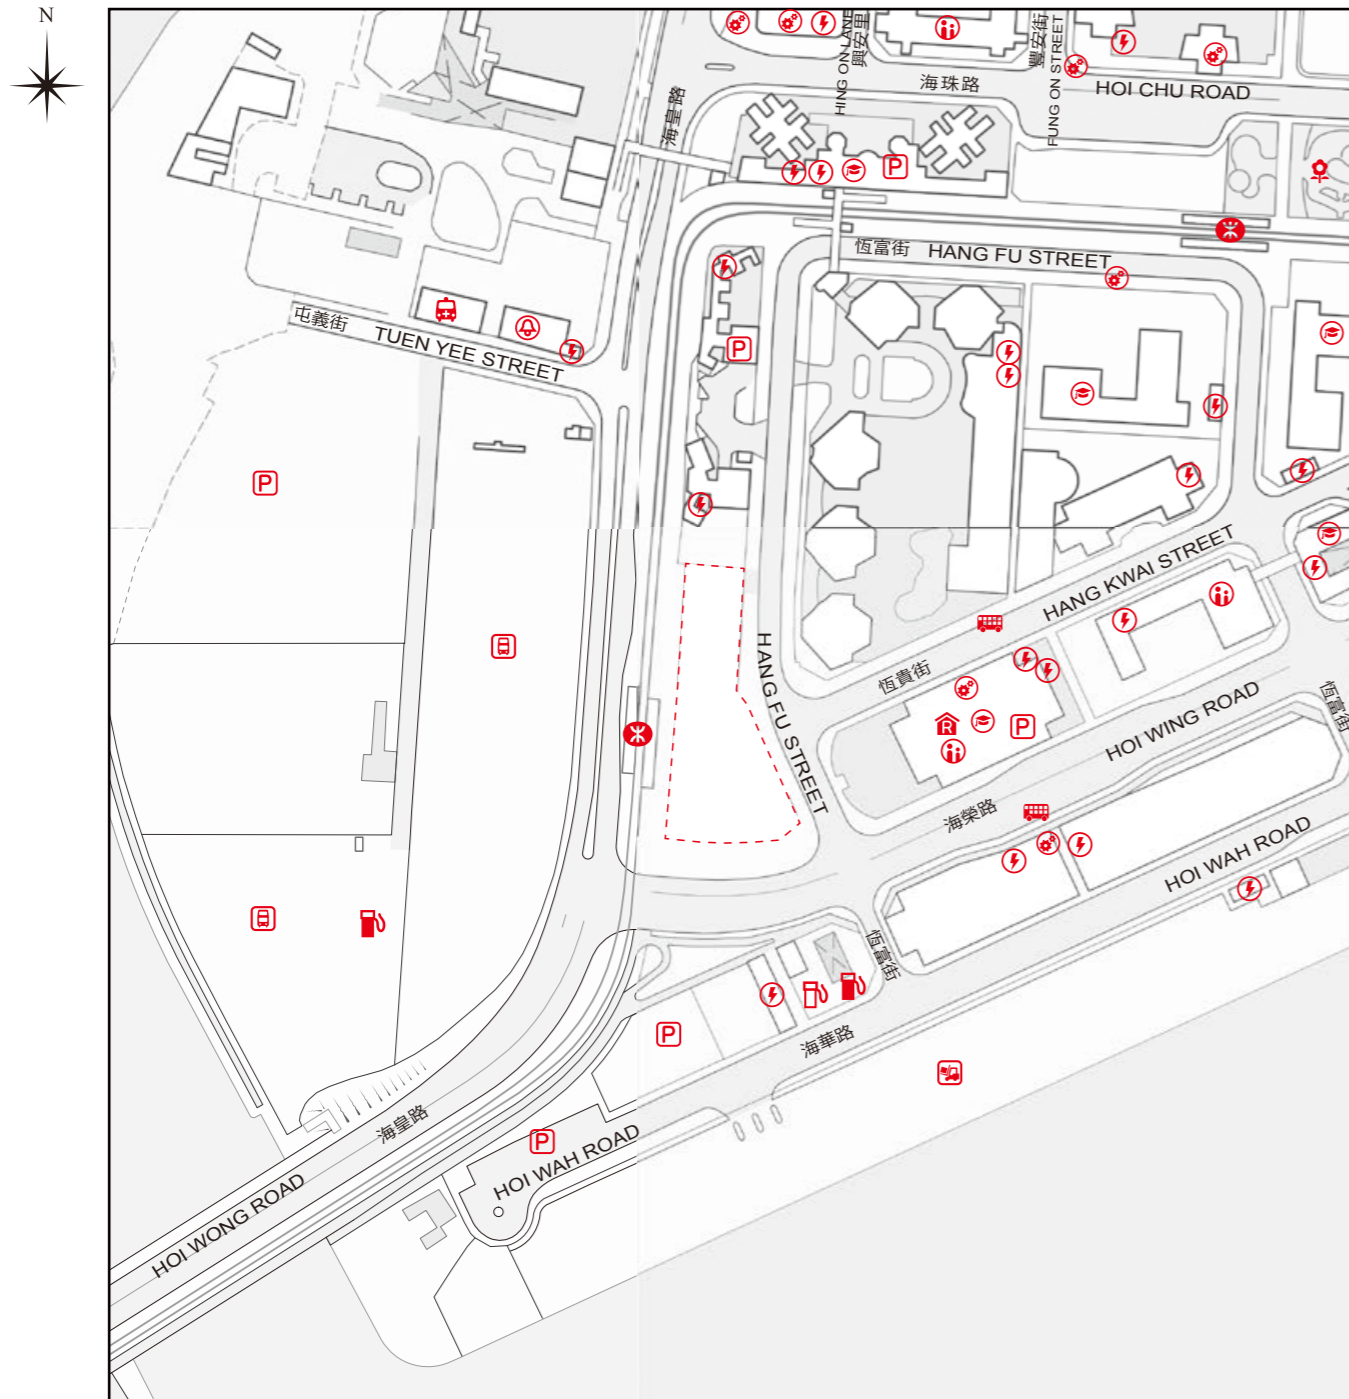 N
HING ON LANE
興安里
豐安街
FUNG ON STREET
海珠路
HOI CHU ROAD
海皇路
P
恆富街
HANG FU STREET
屯義街
TUEN YEE STREET
P
P
HANG KWAI STREET
恆貴街
HANG FU STREET
R
P
HOI WING ROAD
海榮路
恆富街
HOI WAH ROAD
恆富街
海華路
P
海皇路
P
HOI WAH ROAD
HOI WONG ROAD